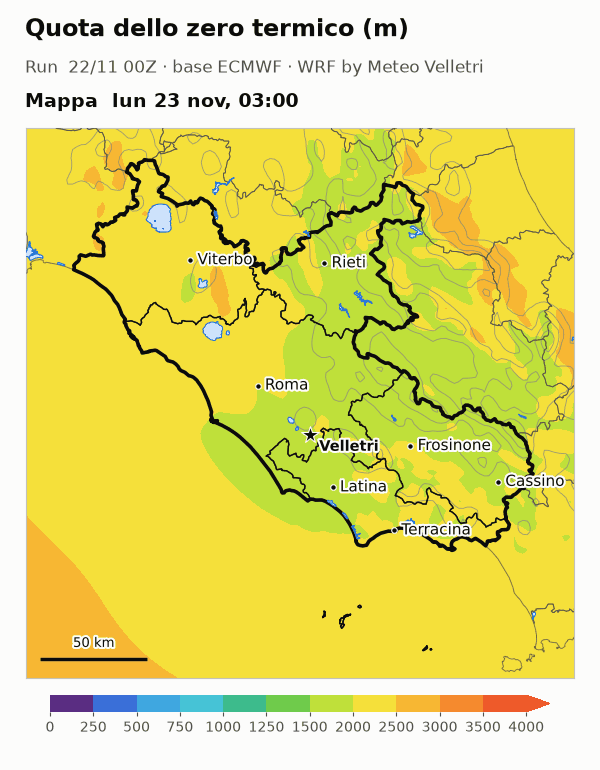 Quota dello zero termico (m)
Run 22/11 00Z · base ECMWF · WRF by Meteo Velletri
Mappa lun 23 nov, 03:00
Viterbo
Rieti
Roma
Velletri
Frosinone
Latina
Cassino
Terracina
50 km
0 250 500 750 1000 1250 1500 2000 2500 3000 3500 4000